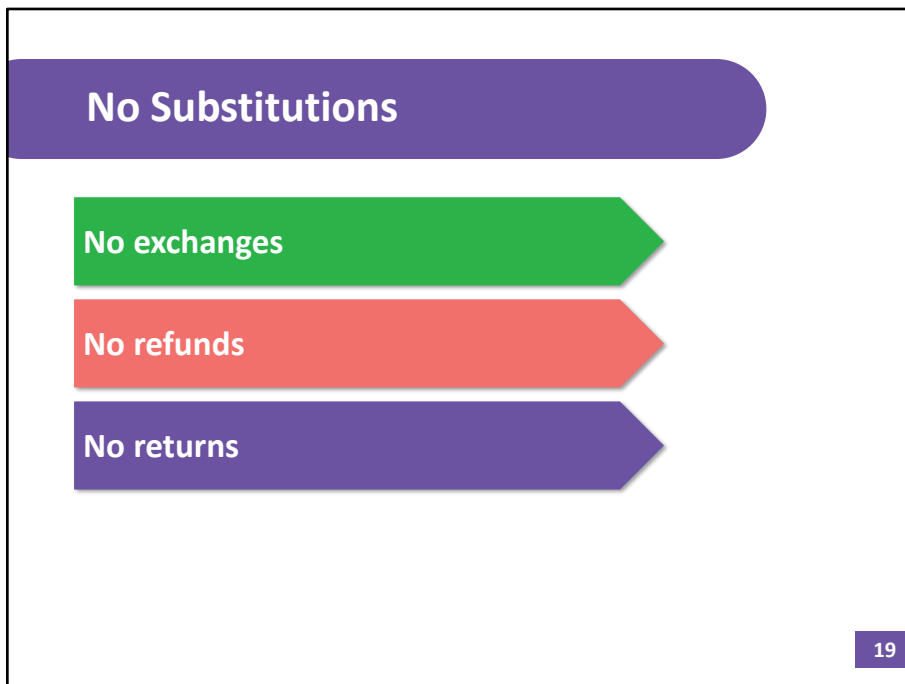 No Substitutions
No exchanges
No refunds
No returns
19